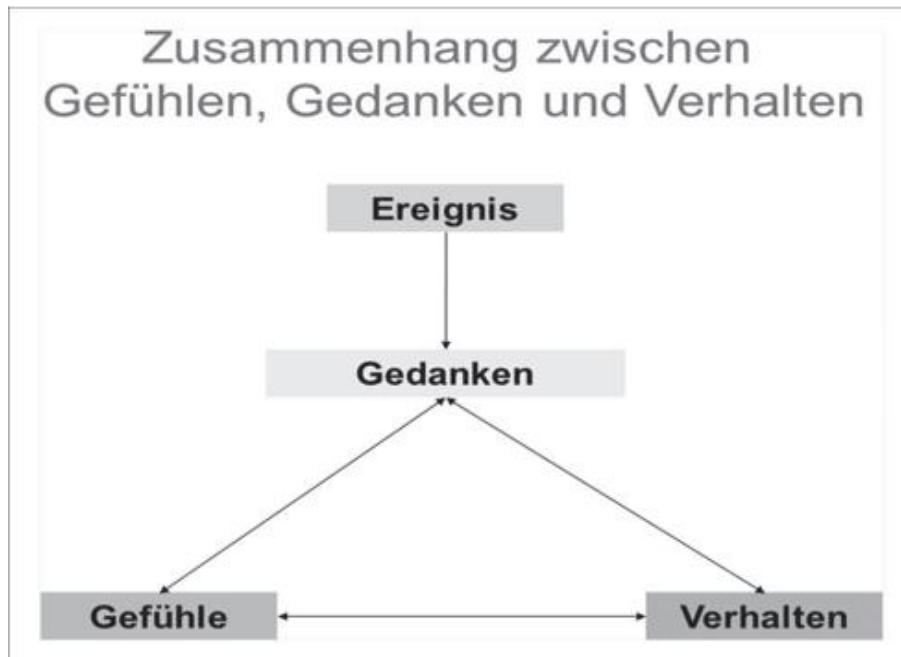 Zusammenhang zwischen
Gefühlen, Gedanken und Verhalten
Ereignis
Gedanken
Gefühle
Verhalten